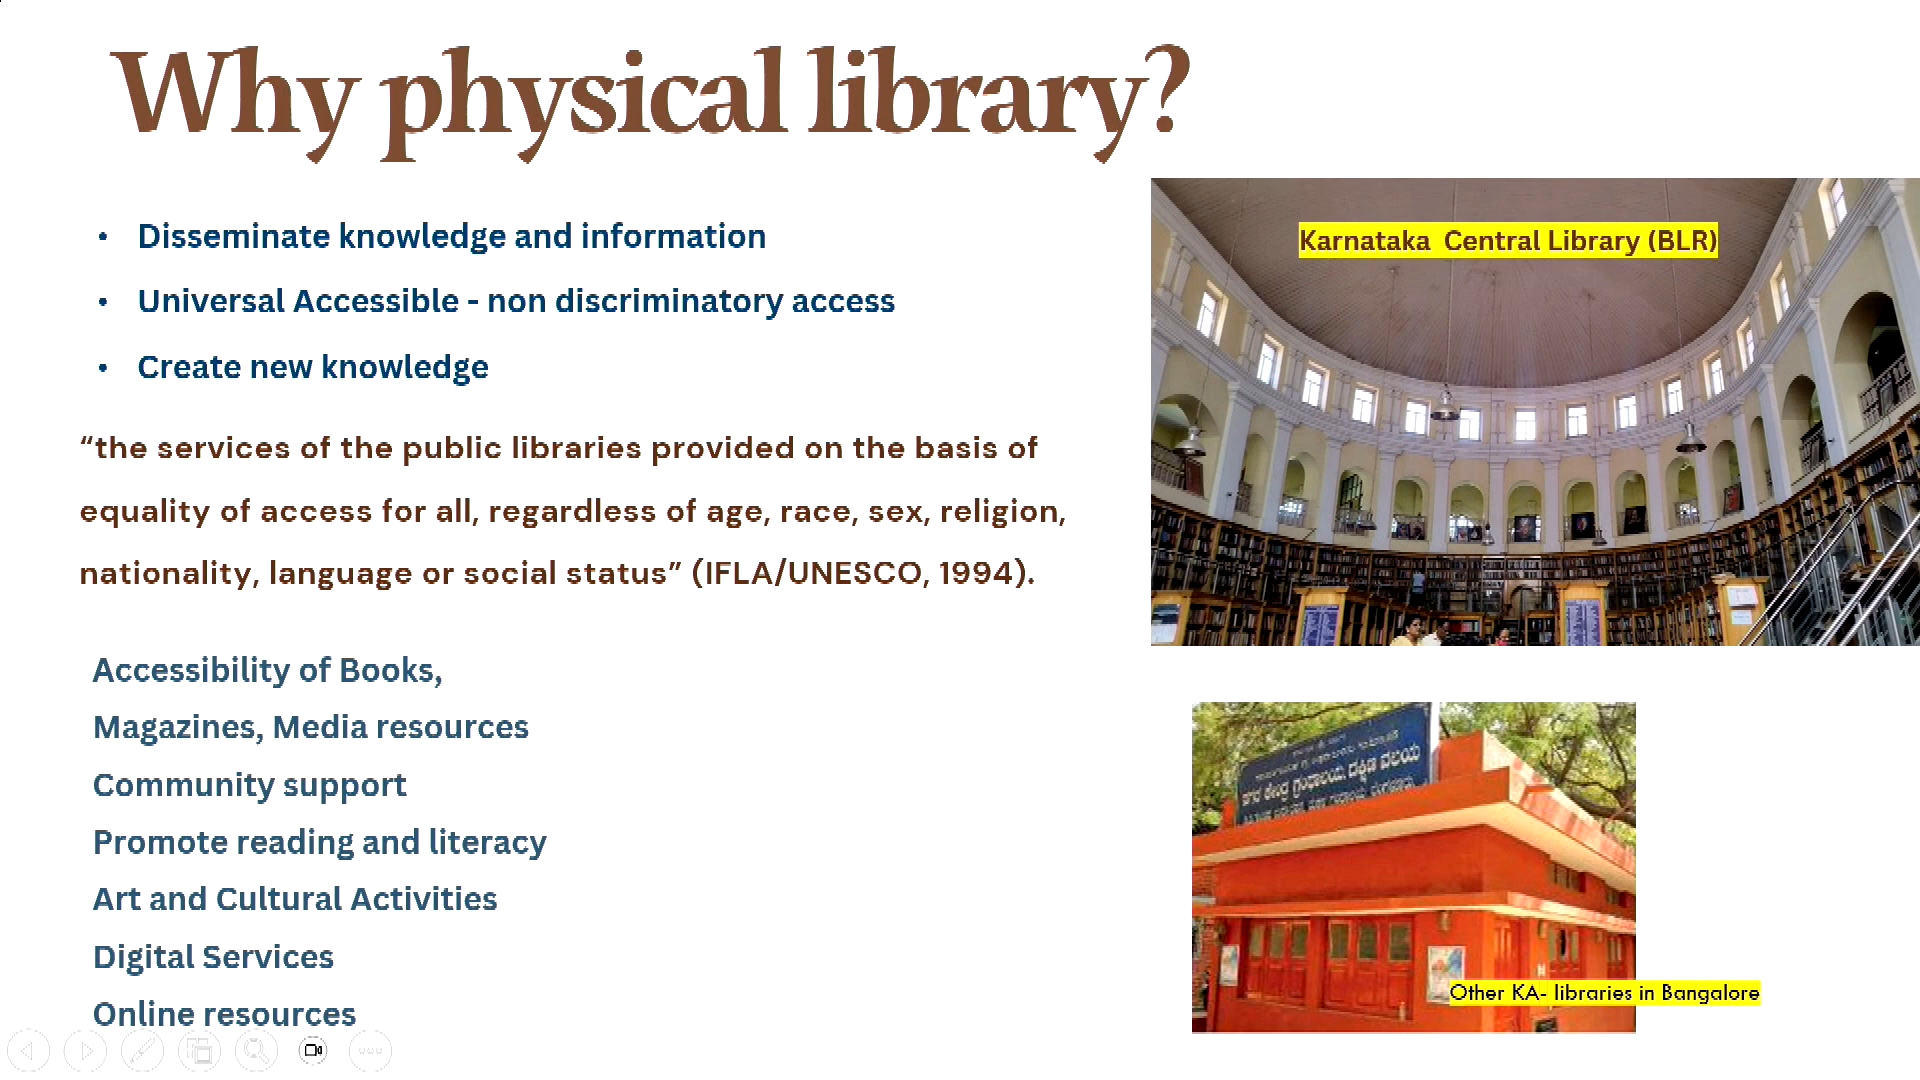 Why physical library?
• Disseminate knowledge and information
• Universal Accessible - non discriminatory access
• Create new knowledge
“the services of the public libraries provided on the basis of
equality of access for all, regardless of age, race, sex, religion,
nationality, language or social status” (IFLA/UNESCO, 1994).
Accessibility of Books,
Magazines, Media resources
Community support
Promote reading and literacy
Art and Cultural Activities
Digital Services
Online resources
Karnataka Central Library (BLR)
ಕೇಂದ್ರ ಗ್ರಂಥಾಲಯ, ದಕ್ಷಿಣ ವಲಯ
Other KA- libraries in Bangalore